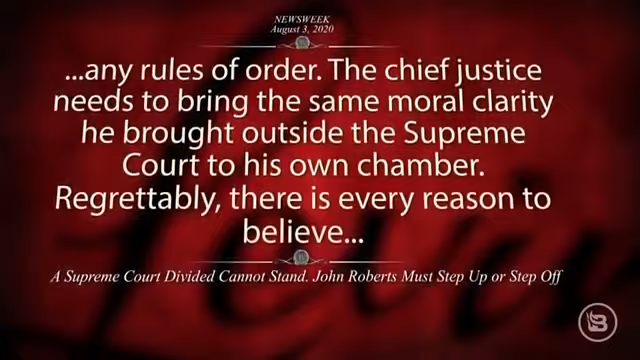 NEWSWEEK
August 3, 2020
...any rules of order. The chief justice
needs to bring the same moral clarity
he brought outside the Supreme
Court to his own chamber.
Regrettably, there is every reason to
believe...
A Supreme Court Divided Cannot Stand. John Roberts Must Step Up or Step Off
B